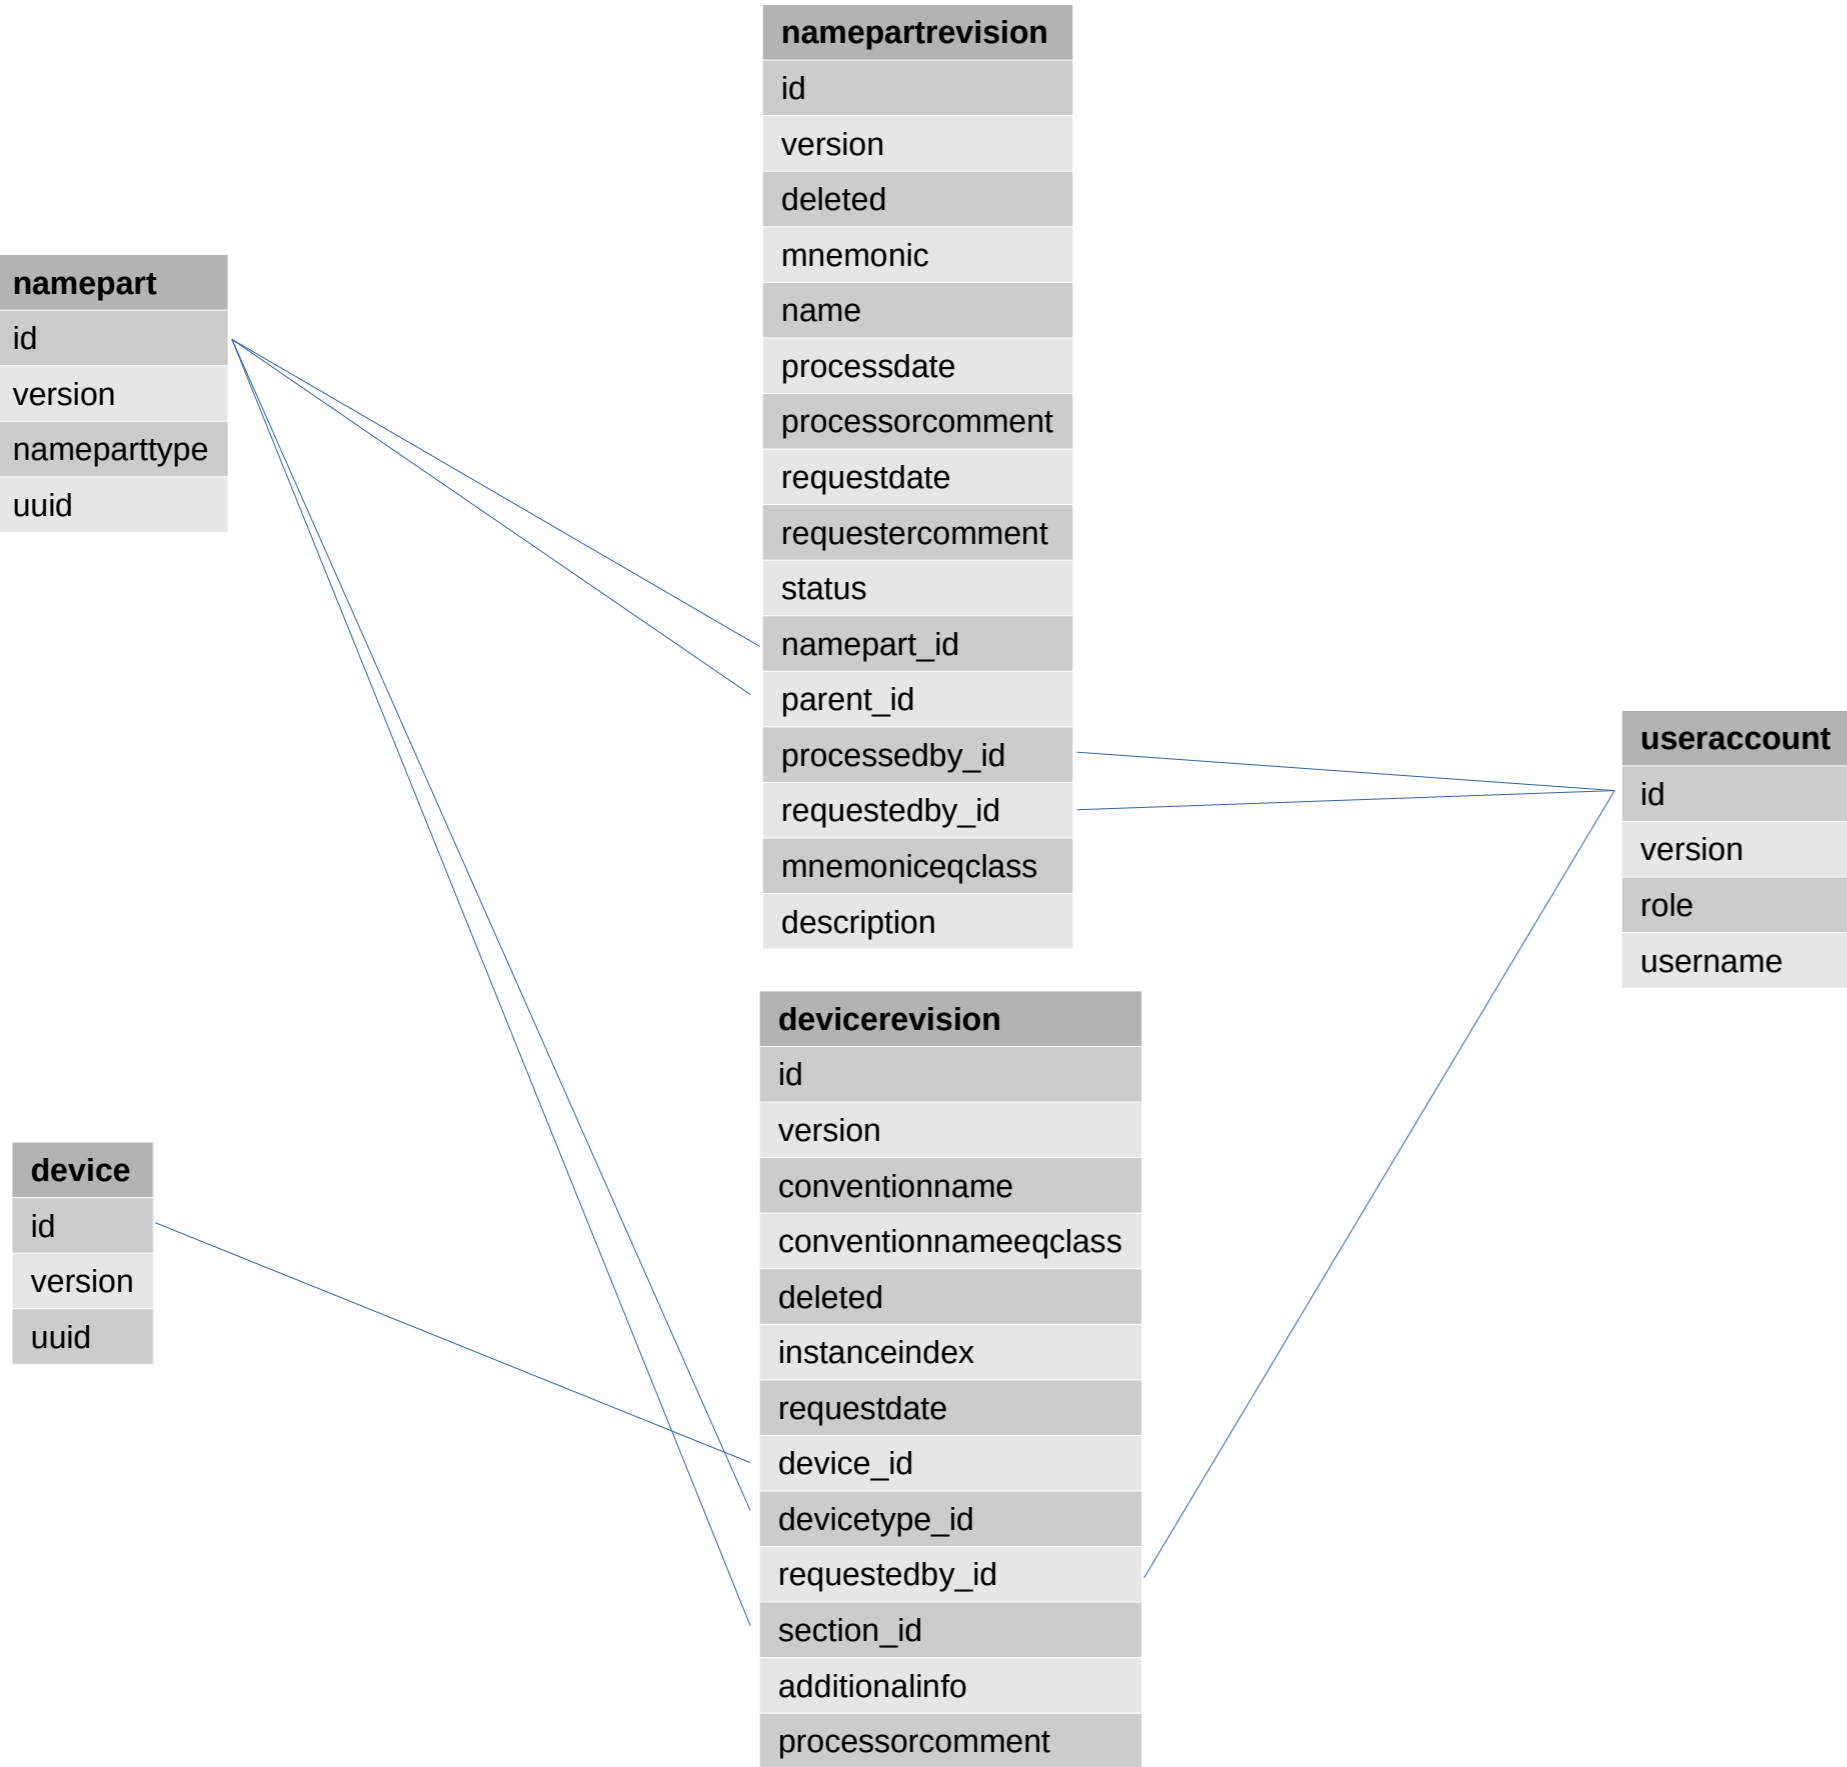 namepartrevision
id
version
deleted
mnemonic
name
processdate
processorcomment
requestdate
requestercomment
status
namepart_id
parent_id
processedby_id
requestedby_id
mnemoniceqclass
description
namepart
id
version
nameparttype
uuid
useraccount
id
version
role
username
devicerevision
id
version
conventionname
conventionnameeqclass
deleted
instanceindex
requestdate
device_id
devicetype_id
requestedby_id
section_id
additionalinfo
processorcomment
device
id
version
uuid